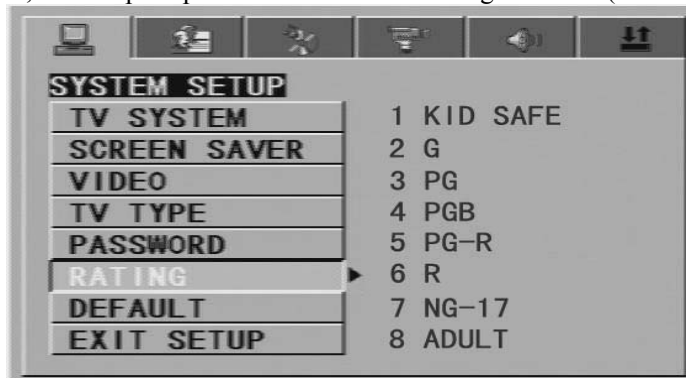 SYSTEM SETUP
TV SYSTEM
SCREEN SAVER
VIDEO
TV TYPE
PASSWORD
RATING
DEFAULT
EXIT SETUP
1 KID SAFE
2 G
3 PG
4 PGB
5 PG-R
6 R
7 NG-17
8 ADULT